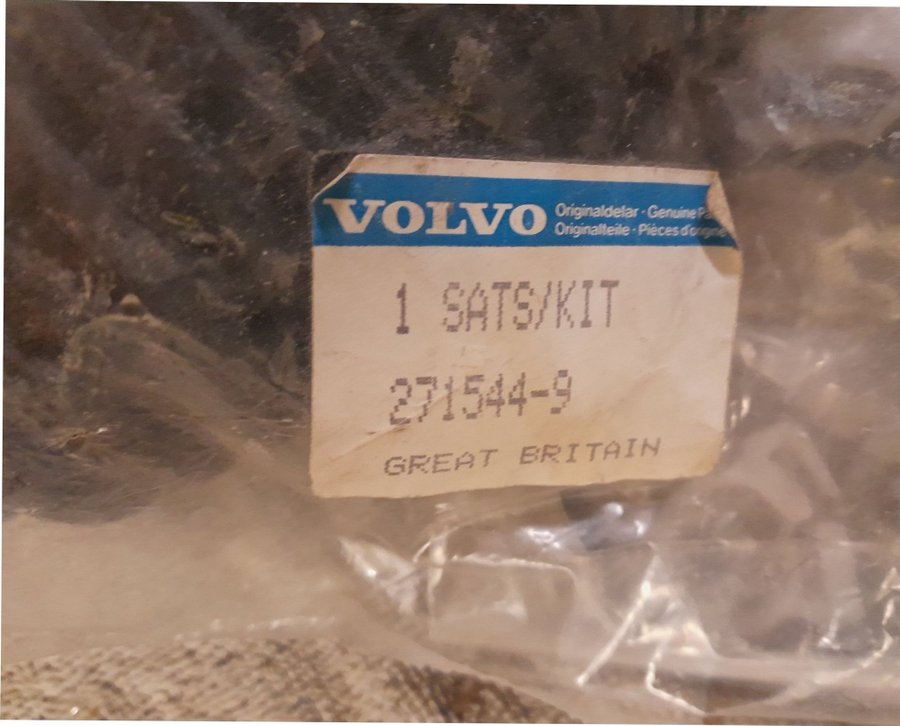 VOLVO
Originaldelar · Genuine
Originalteile · Pièces d'origine
1 SATS/KIT
271544-9
GREAT BRITAIN